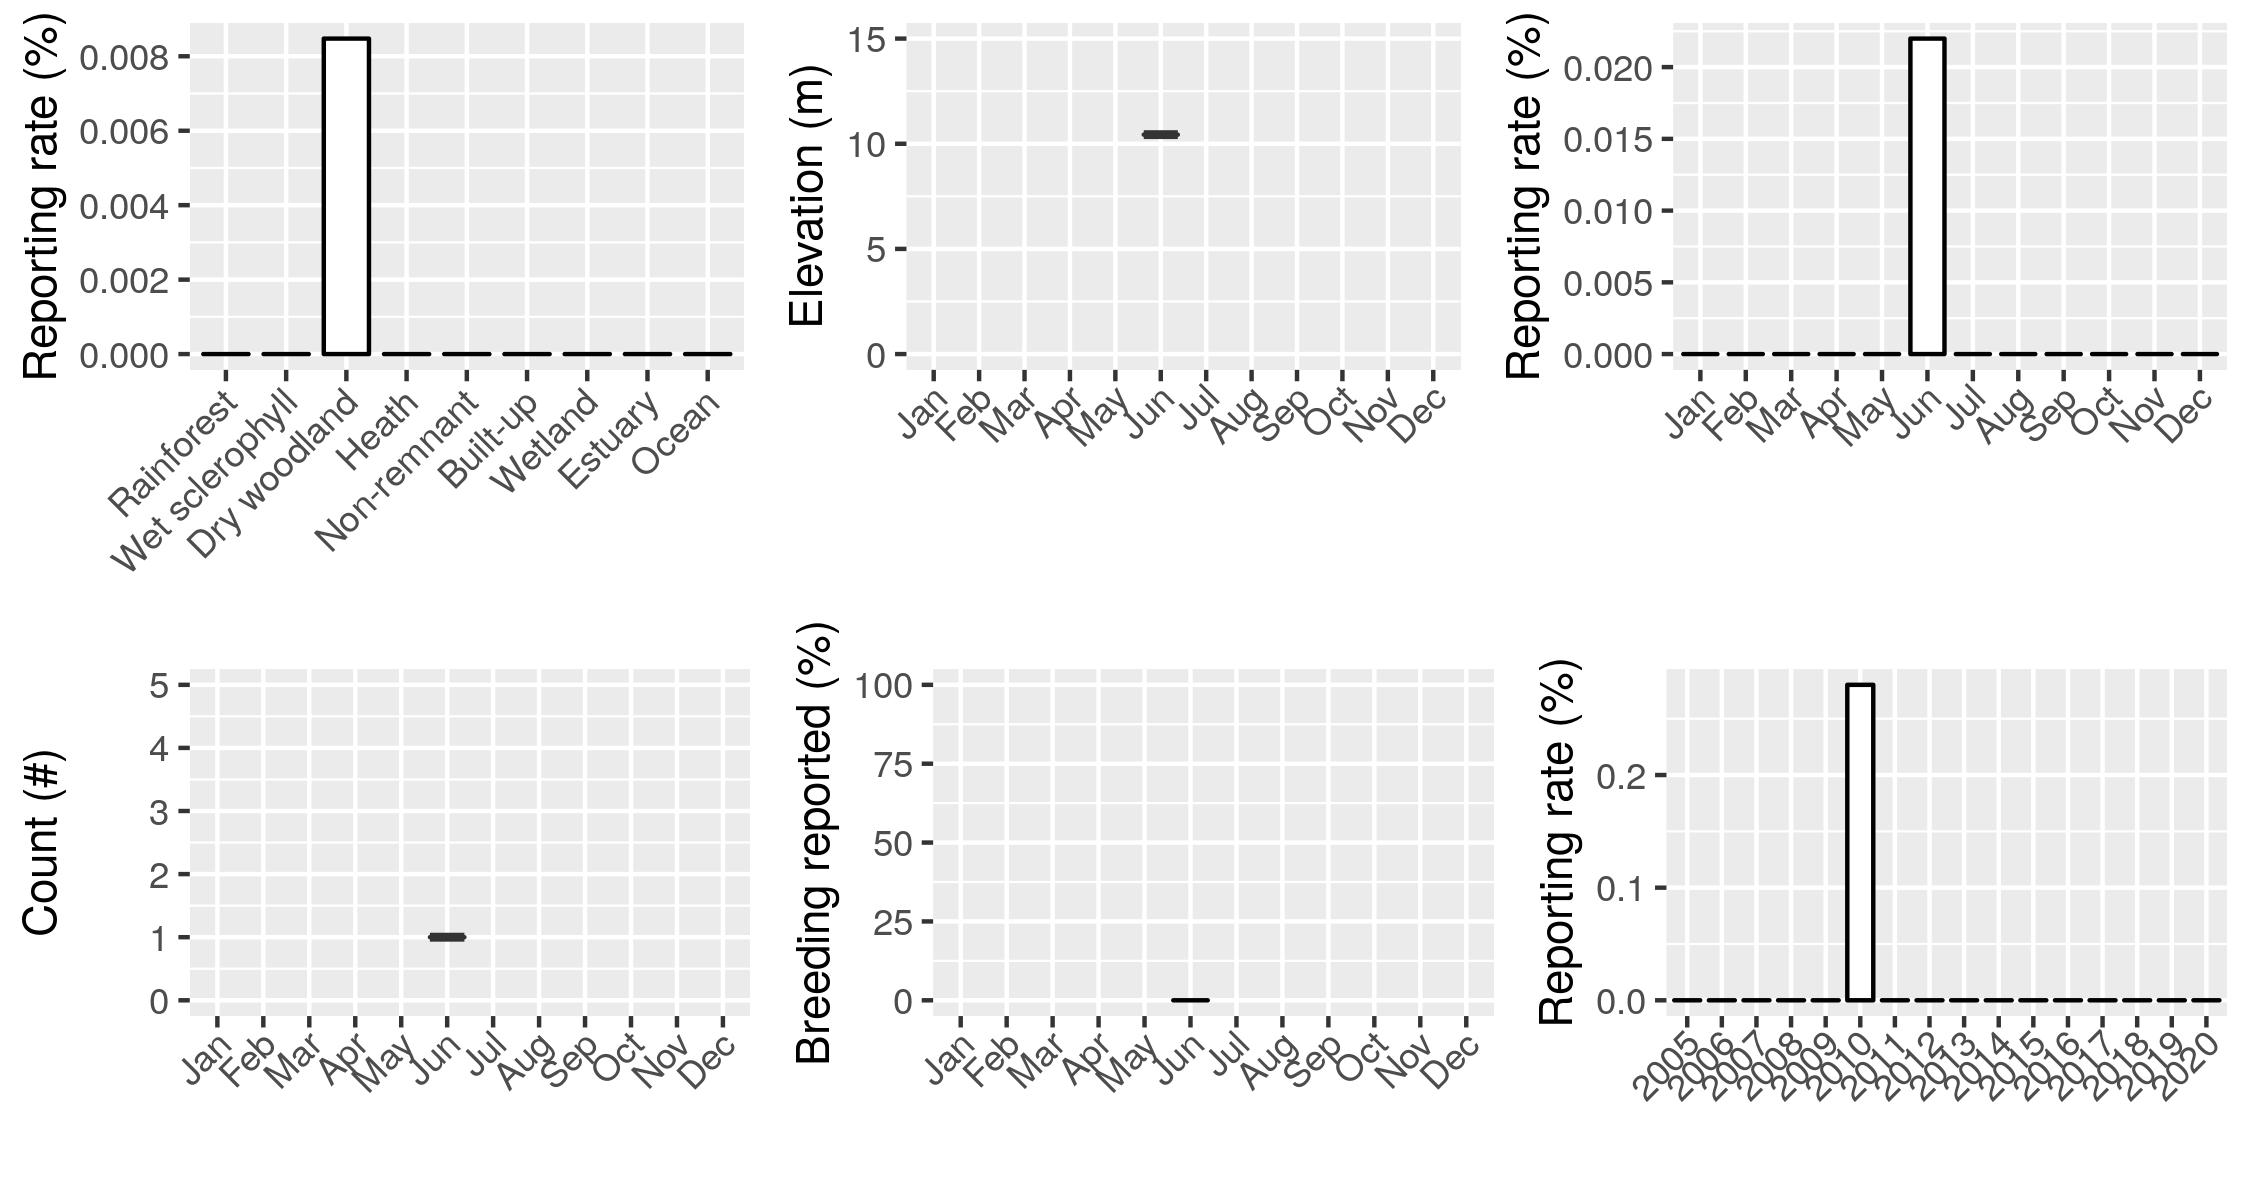 Reporting rate (%)
0.008
0.006
0.004
0.002
0.000
Rainforest
Wet sclerophyll
Dry woodland
Heath
Non-remnant
Built-up
Wetland
Estuary
Ocean
Elevation (m)
15
10
5
0
Jan
Feb
Mar
Apr
May
Jun
Jul
Aug
Sep
Oct
Nov
Dec
Reporting rate (%)
0.020
0.015
0.010
0.005
0.000
Jan
Feb
Mar
Apr
May
Jun
Jul
Aug
Sep
Oct
Nov
Dec
Count (#)
5
4
3
2
1
0
Jan
Feb
Mar
Apr
May
Jun
Jul
Aug
Sep
Oct
Nov
Dec
Breeding reported (%)
100
75
50
25
0
Jan
Feb
Mar
Apr
May
Jun
Jul
Aug
Sep
Oct
Nov
Dec
Reporting rate (%)
0.2
0.1
0.0
2005
2006
2007
2008
2009
2010
2011
2012
2013
2014
2015
2016
2017
2018
2019
2020